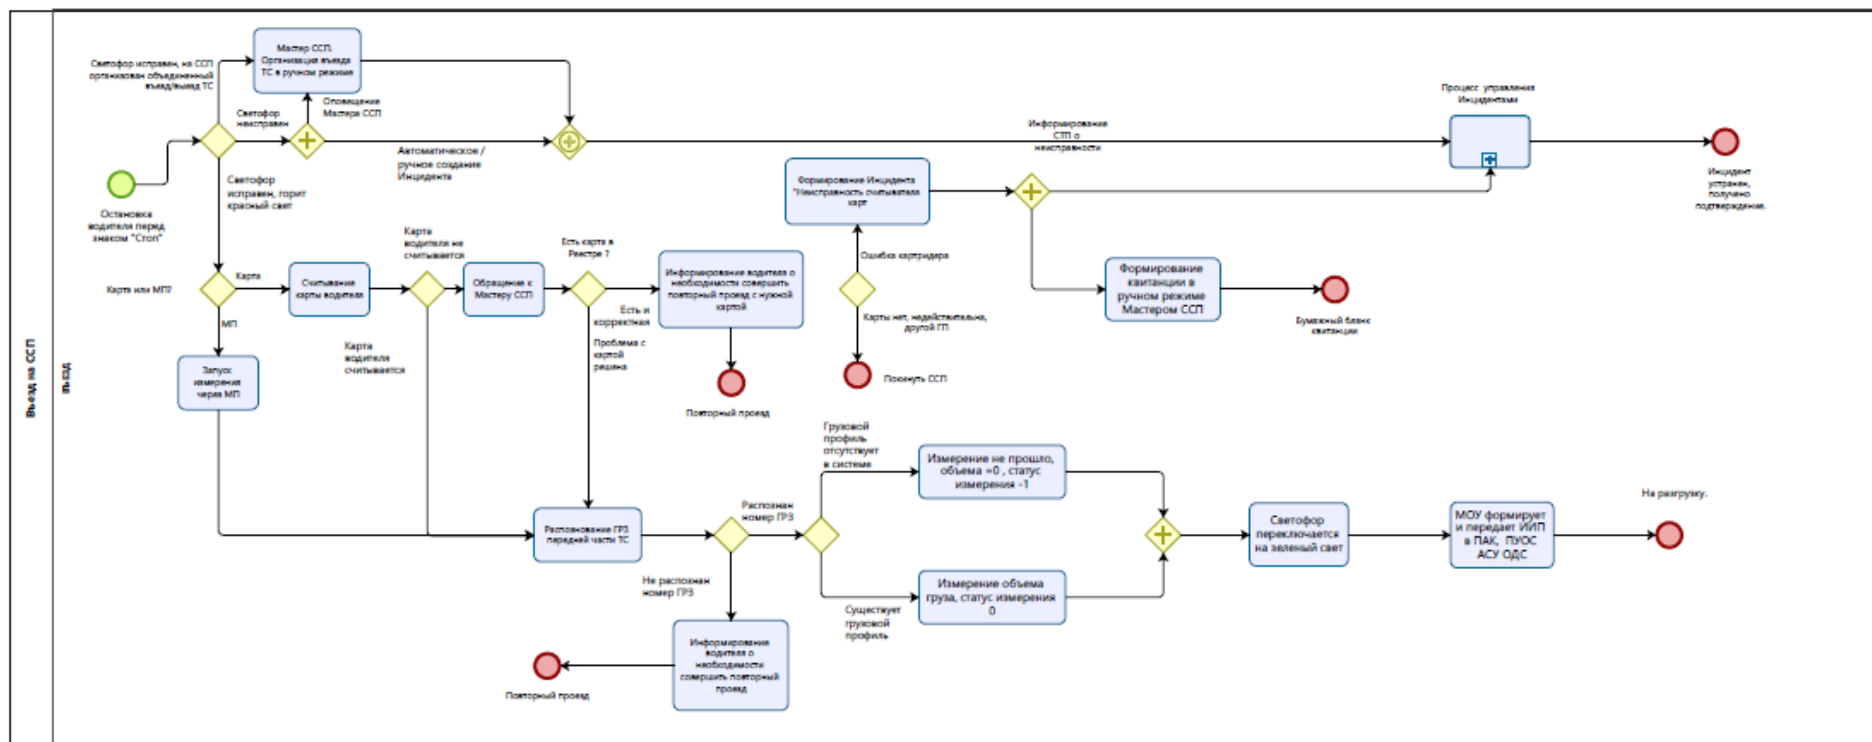 Въезд на ССП
въезд
Светофор исправен, на ССП
организован объединенный
въезд/выезд ТС
Мастер ССП.
Организация въезда
ТС в ручном режиме
Светофор
неисправен
Оповещение
Мастера ССП
Автоматическое /
ручное создание
Инцидента
Информирование
СТП о
неисправности
Процесс управления
Инцидентами
Инцидент
устранен,
получено
подтверждение.
Остановка
водителя перед
знаком "Стоп"
Светофор
исправен, горит
красный свет
Формирование Инцидента
"Неисправность считывателя
карт
Ошибка картридера
Карты нет, недействительна,
другой ГП
Покинуть ССП
Формирование
квитанции в
ручном режиме
Мастером ССП
Бумажный бланк
квитанции
Карта или МП?
Карта
МП
Считывание
карты водителя
Карта
водителя не
считывается
Обращение к
Мастеру ССП
Есть карта в
Реестре ?
Информирование водителя о
необходимости совершить
повторный проезд с нужной
картой
Есть и
корректная
Проблема с
картой
решена
Повторный проезд
Карта
водителя
считывается
Запуск
измерения
через МП
Распознование ГРЗ
передней части ТС
Распознан
номер ГРЗ
Не распознан
номер ГРЗ
Информирование
водителя о
необходимости
совершить повторный
проезд
Повторный проезд
Грузовой
профиль
отсутствует
в системе
Измерение не прошло,
объема =0 , статус
измерения -1
Существует
грузовой
профиль
Измерение объема
груза, статус измерения
0
Светофор
переключается
на зеленый свет
МОУ формирует
и передает ИИП
в ПАК, ПУОС
АСУ ОДС
На разгрузку.